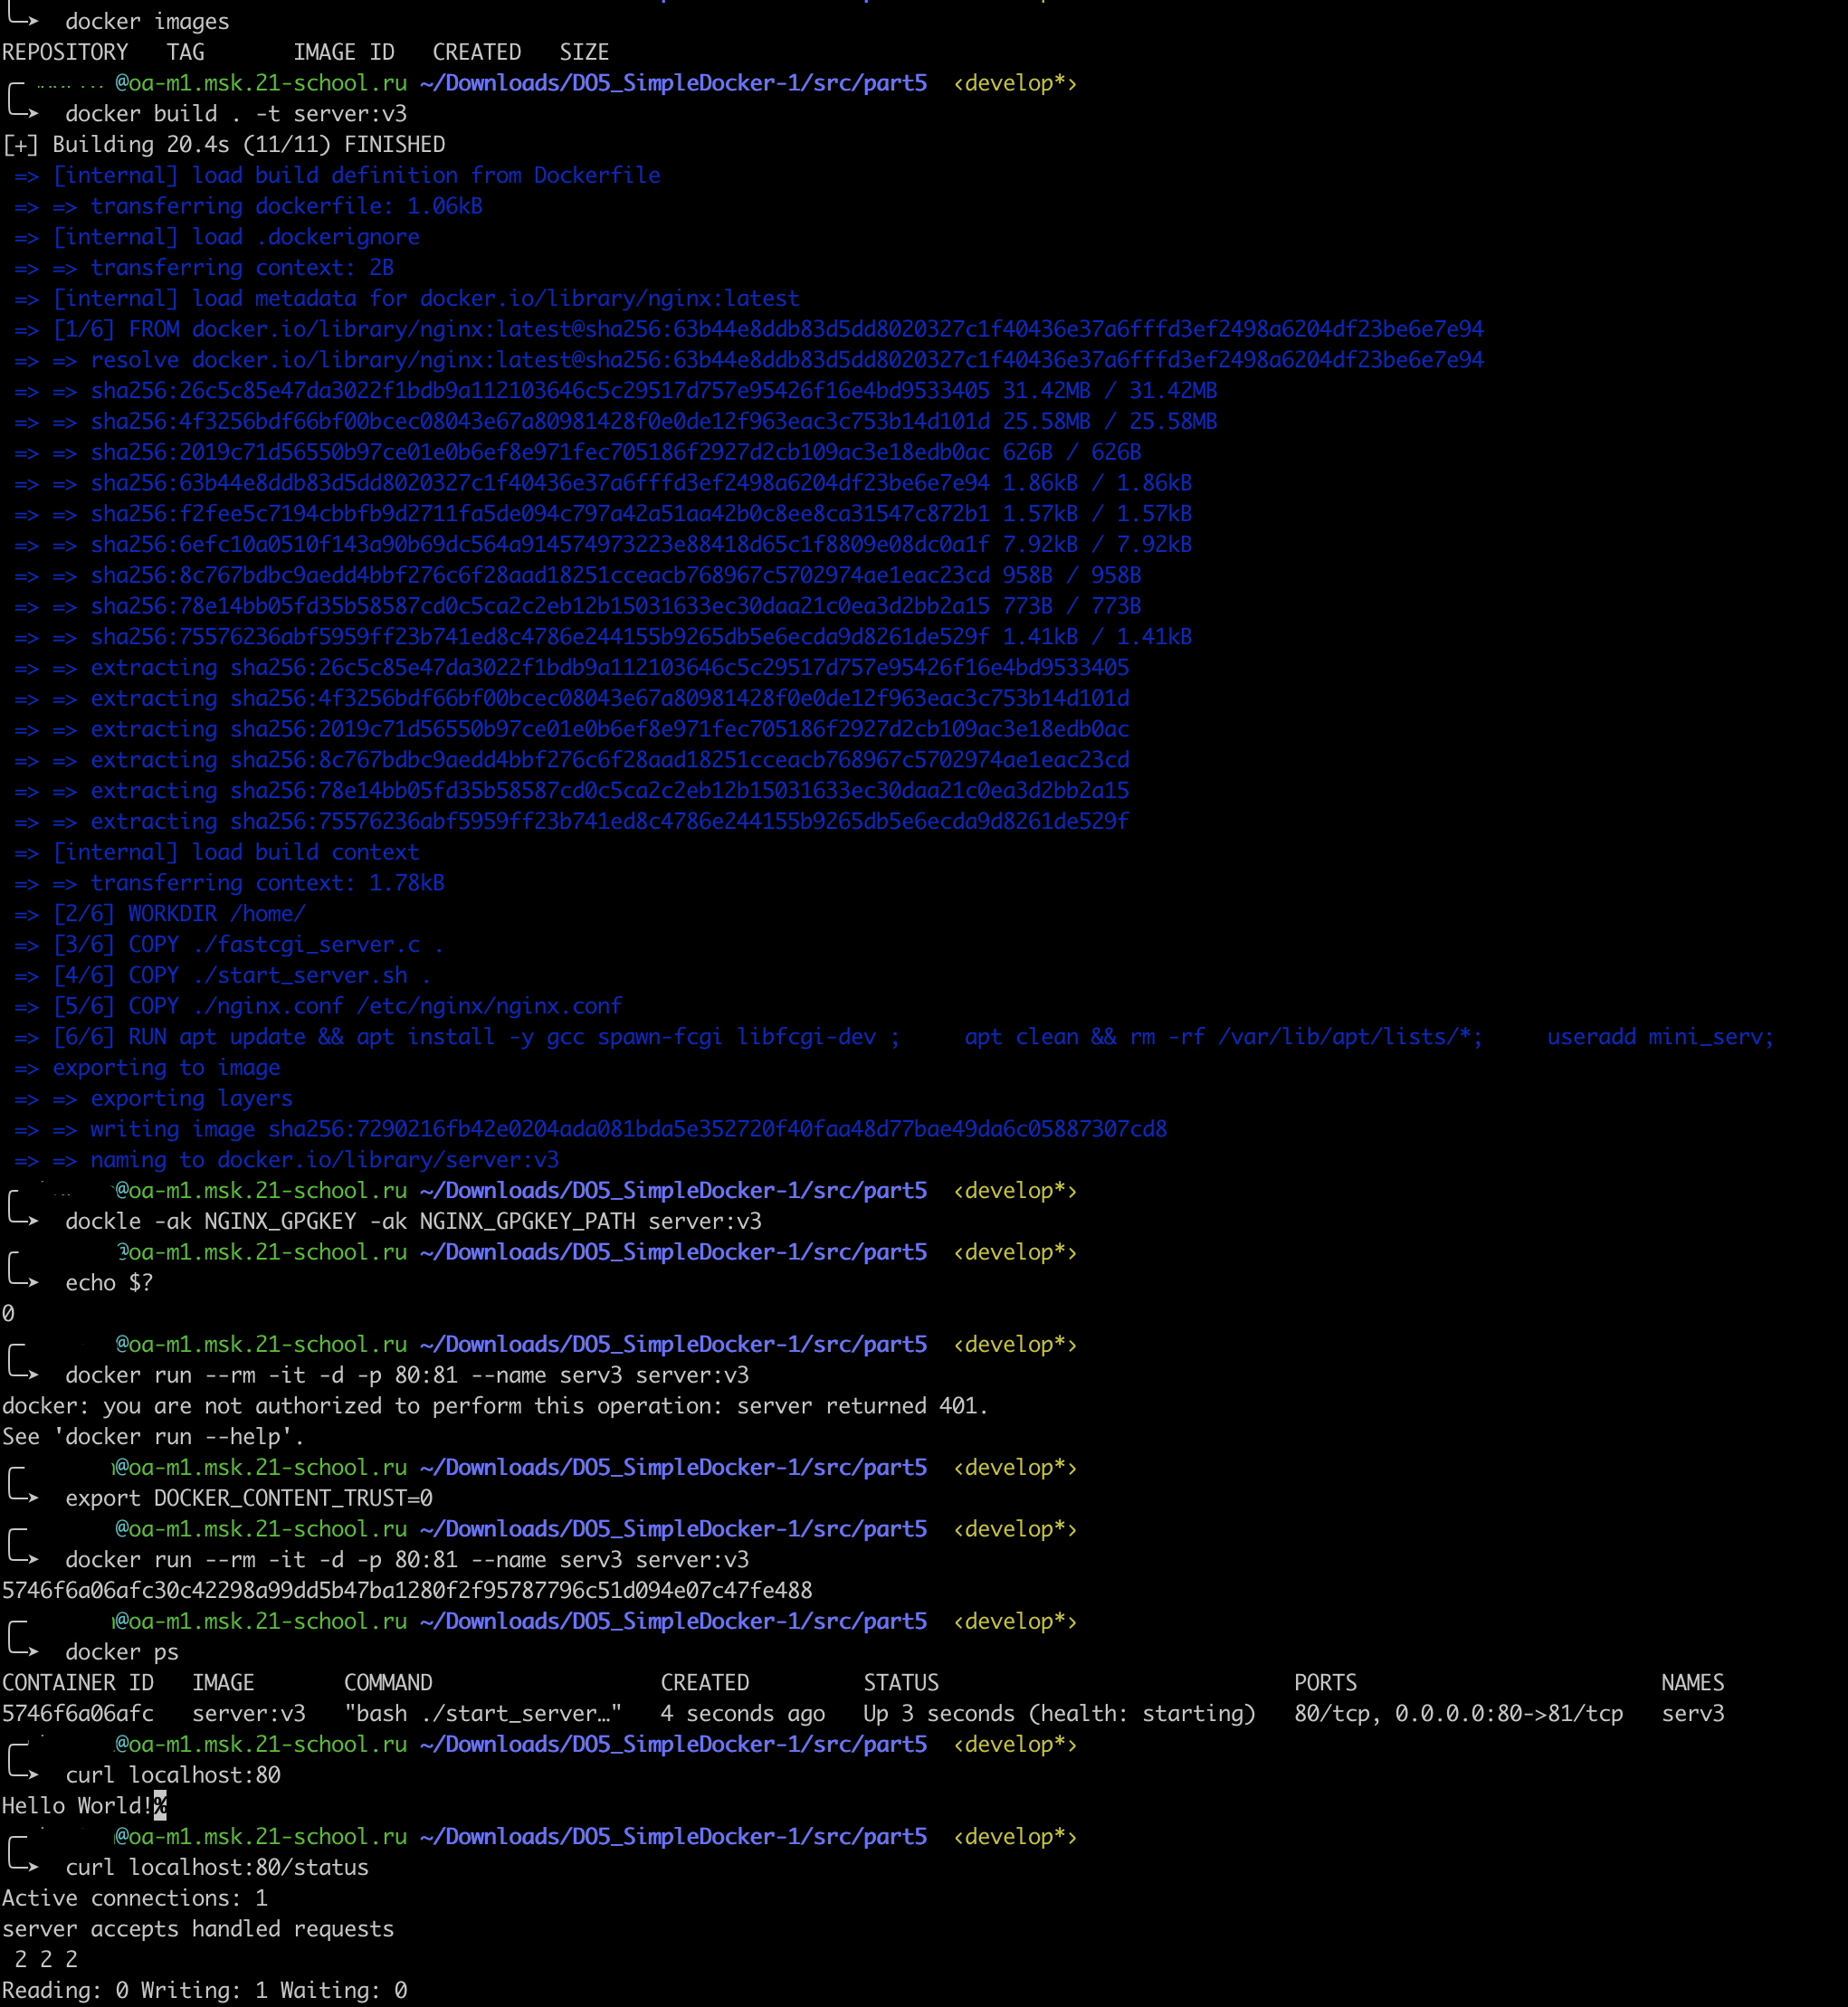 docker images
REPOSITORY   TAG       IMAGE ID   CREATED   SIZE
@oa-m1.msk.21-school.ru ~/Downloads/DO5_SimpleDocker-1/src/part5  ‹develop*›
docker build . -t server:v3
[+] Building 20.4s (11/11) FINISHED
=> [internal] load build definition from Dockerfile
=> => transferring dockerfile: 1.06kB
=> [internal] load .dockerignore
=> => transferring context: 2B
=> [internal] load metadata for docker.io/library/nginx:latest
=> [1/6] FROM docker.io/library/nginx:latest@sha256:63b44e8ddb83d5dd8020327c1f40436e37a6fffd3ef2498a6204df23be6e7e94
=> => resolve docker.io/library/nginx:latest@sha256:63b44e8ddb83d5dd8020327c1f40436e37a6fffd3ef2498a6204df23be6e7e94
=> => sha256:26c5c85e47da3022f1bdb9a112103646c5c29517d757e95426f16e4bd9533405 31.42MB / 31.42MB
=> => sha256:4f3256bdf66bf00bcec08043e67a80981428f0e0de12f963eac3c753b14d101d 25.58MB / 25.58MB
=> => sha256:2019c71d56550b97ce01e0b6ef8e971fec705186f2927d2cb109ac3e18edb0ac 626B / 626B
=> => sha256:63b44e8ddb83d5dd8020327c1f40436e37a6fffd3ef2498a6204df23be6e7e94 1.86kB / 1.86kB
=> => sha256:f2fee5c7194cbbfb9d2711fa5de094c797a42a51aa42b0c8ee8ca31547c872b1 1.57kB / 1.57kB
=> => sha256:6efc10a0510f143a90b69dc564a914574973223e88418d65c1f8809e08dc0a1f 7.92kB / 7.92kB
=> => sha256:8c767bdbc9aedd4bbf276c6f28aad18251cceacb768967c5702974ae1eac23cd 958B / 958B
=> => sha256:78e14bb05fd35b58587cd0c5ca2c2eb12b15031633ec30daa21c0ea3d2bb2a15 773B / 773B
=> => sha256:75576236abf5959ff23b741ed8c4786e244155b9265db5e6ecda9d8261de529f 1.41kB / 1.41kB
=> => extracting sha256:26c5c85e47da3022f1bdb9a112103646c5c29517d757e95426f16e4bd9533405
=> => extracting sha256:4f3256bdf66bf00bcec08043e67a80981428f0e0de12f963eac3c753b14d101d
=> => extracting sha256:2019c71d56550b97ce01e0b6ef8e971fec705186f2927d2cb109ac3e18edb0ac
=> => extracting sha256:8c767bdbc9aedd4bbf276c6f28aad18251cceacb768967c5702974ae1eac23cd
=> => extracting sha256:78e14bb05fd35b58587cd0c5ca2c2eb12b15031633ec30daa21c0ea3d2bb2a15
=> => extracting sha256:75576236abf5959ff23b741ed8c4786e244155b9265db5e6ecda9d8261de529f
=> [internal] load build context
=> => transferring context: 1.78kB
=> [2/6] WORKDIR /home/
=> [3/6] COPY ./fastcgi_server.c .
=> [4/6] COPY ./start_server.sh .
=> [5/6] COPY ./nginx.conf /etc/nginx/nginx.conf
=> [6/6] RUN apt update && apt install -y gcc spawn-fcgi libfcgi-dev ;     apt clean && rm -rf /var/lib/apt/lists/*;     useradd mini_serv;
=> exporting to image
=> => exporting layers
=> => writing image sha256:7290216fb42e0204ada081bda5e352720f40faa48d77bae49da6c05887307cd8
=> => naming to docker.io/library/server:v3
@oa-m1.msk.21-school.ru ~/Downloads/DO5_SimpleDocker-1/src/part5  ‹develop*›
dockle -ak NGINX_GPGKEY -ak NGINX_GPGKEY_PATH server:v3
@oa-m1.msk.21-school.ru ~/Downloads/DO5_SimpleDocker-1/src/part5  ‹develop*›
echo $?
0
@oa-m1.msk.21-school.ru ~/Downloads/DO5_SimpleDocker-1/src/part5  ‹develop*›
docker run --rm -it -d -p 80:81 --name serv3 server:v3
docker: you are not authorized to perform this operation: server returned 401.
See 'docker run --help'.
@oa-m1.msk.21-school.ru ~/Downloads/DO5_SimpleDocker-1/src/part5  ‹develop*›
export DOCKER_CONTENT_TRUST=0
@oa-m1.msk.21-school.ru ~/Downloads/DO5_SimpleDocker-1/src/part5  ‹develop*›
docker run --rm -it -d -p 80:81 --name serv3 server:v3
5746f6a06afc30c42298a99dd5b47ba1280f2f95787796c51d094e07c47fe488
@oa-m1.msk.21-school.ru ~/Downloads/DO5_SimpleDocker-1/src/part5  ‹develop*›
docker ps
CONTAINER ID   IMAGE       COMMAND                  CREATED         STATUS                            PORTS                        NAMES
5746f6a06afc   server:v3   "bash ./start_server…"   4 seconds ago   Up 3 seconds (health: starting)   80/tcp, 0.0.0.0:80->81/tcp   serv3
@oa-m1.msk.21-school.ru ~/Downloads/DO5_SimpleDocker-1/src/part5  ‹develop*›
curl localhost:80
Hello World!%
@oa-m1.msk.21-school.ru ~/Downloads/DO5_SimpleDocker-1/src/part5  ‹develop*›
curl localhost:80/status
Active connections: 1
server accepts handled requests
2 2 2
Reading: 0 Writing: 1 Waiting: 0